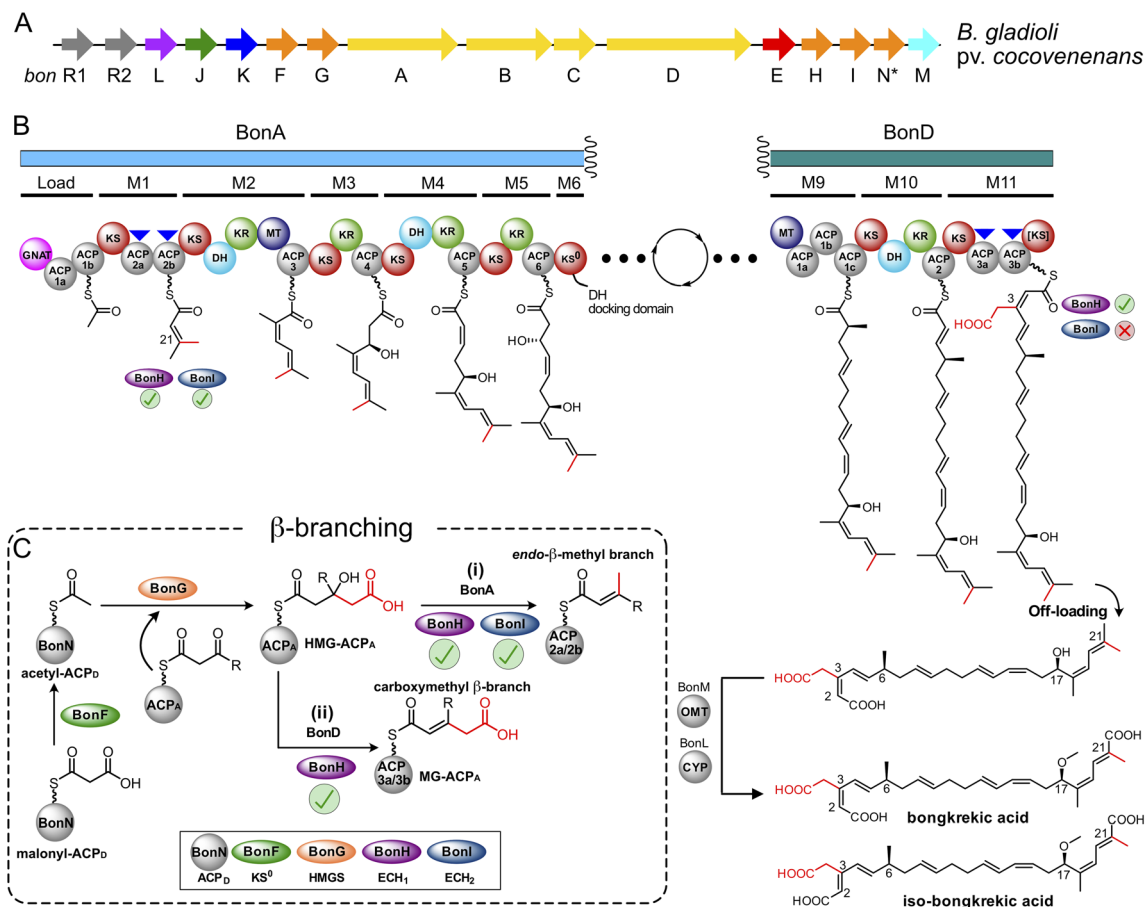 A
B. gladioli
pv. cocovenenans
bon R1 R2 L J K F G A B C D E H I N* M
B
BonA
BonD
Load M1 M2 M3 M4 M5 M6
M9 M10 M11
GNAT ACP 1a ACP 1b KS ACP 2a ACP 2b KS DH KR MT ACP 3 KS KR ACP 4 KS DH KR ACP 5 KS KR ACP 6 KS⁰
MT ACP 1a ACP 1b ACP 1c KS DH KR ACP 2 KS ACP 3a ACP 3b [KS]
DH
docking domain
S S S S S S
O O O O O O
21
OH OH OH OH
BonH BonI
S S S
O O O
3
HOOC
BonH
BonI
OH OH OH
Off-loading
C
β-branching
O
S
BonN
acetyl-ACPD
BonG
O O
S R
ACPA
BonF
O O
S OH
BonN
malonyl-ACPD
O R OH O
S OH
ACPA HMG-ACPA
(i)
BonA
BonH BonI
endo-β-methyl branch
O
S R
ACP
2a/2b
(ii)
BonD
BonH
carboxymethyl β-branch
O R O
S OH
ACP
3a/3b
MG-ACPA
BonN BonF BonG BonH BonI
ACPD KS⁰ HMGS ECH1 ECH2
BonM
OMT
BonL
CYP
HOOC 3 2 COOH 6 OH 17 21
HOOC 3 2 COOH 6 O 17 21 COOH
bongkrekic acid
HOOC 3 2 HOOC 6 O 17 21 COOH
iso-bongkrekic acid